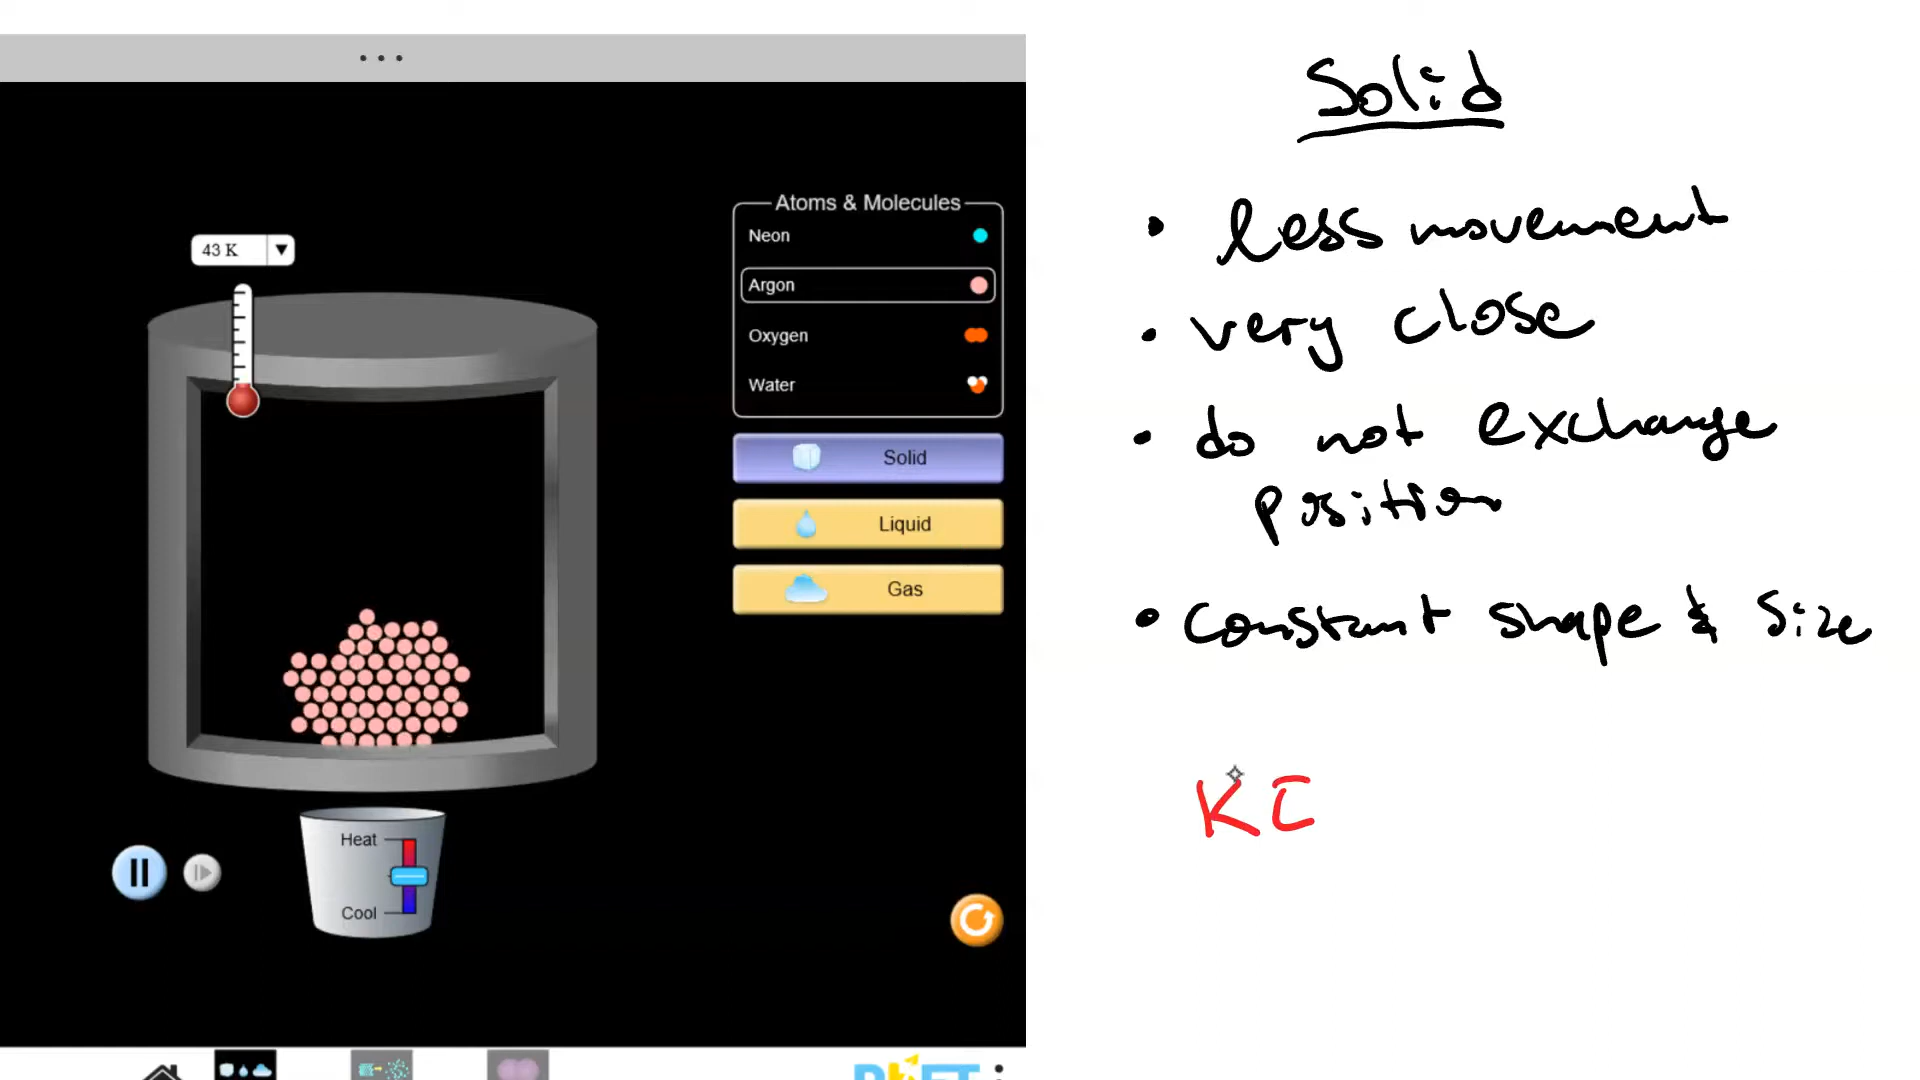 • • •
Atoms & Molecules
Neon
43 K
Argon
Oxygen
Water
Solid
Liquid
Gas
Heat
Cool
PhET
Solid
• less movement
• very close
• do not exchange
position
• constant shape & size
KE